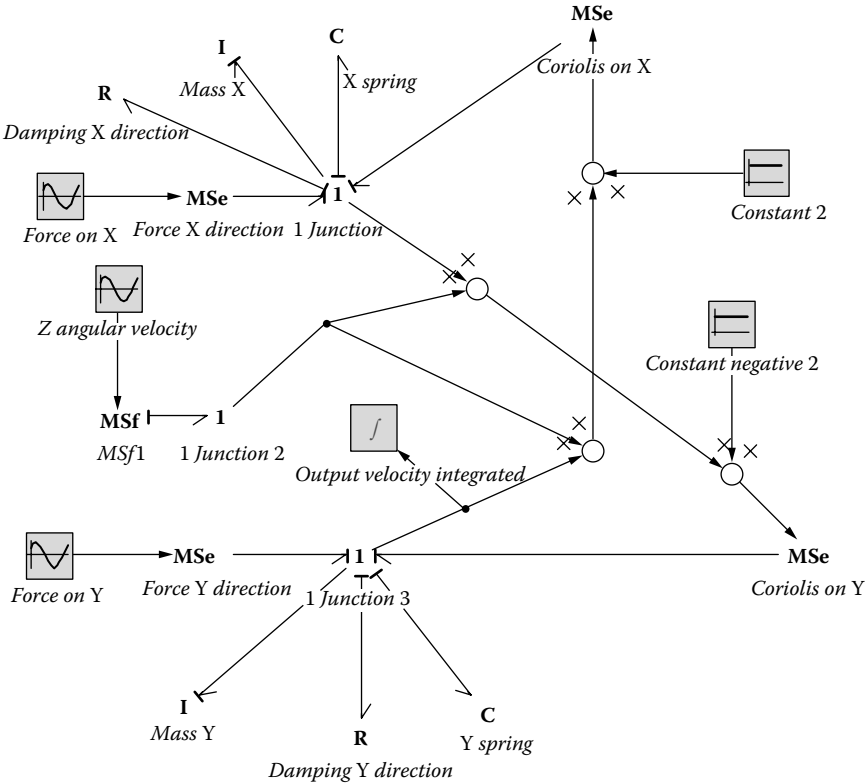 MSe
C
I
Coriolis on X
X spring
Mass X
R
Damping X direction
MSe
1
Force on X
Force X direction
1 Junction
Constant 2
Z angular velocity
Constant negative 2
MSf
1
MSf1
1 Junction 2
∫
Output velocity integrated
MSe
1
MSe
Force on Y
Force Y direction
Coriolis on Y
1 Junction 3
I
Mass Y
R
C
Y spring
Damping Y direction